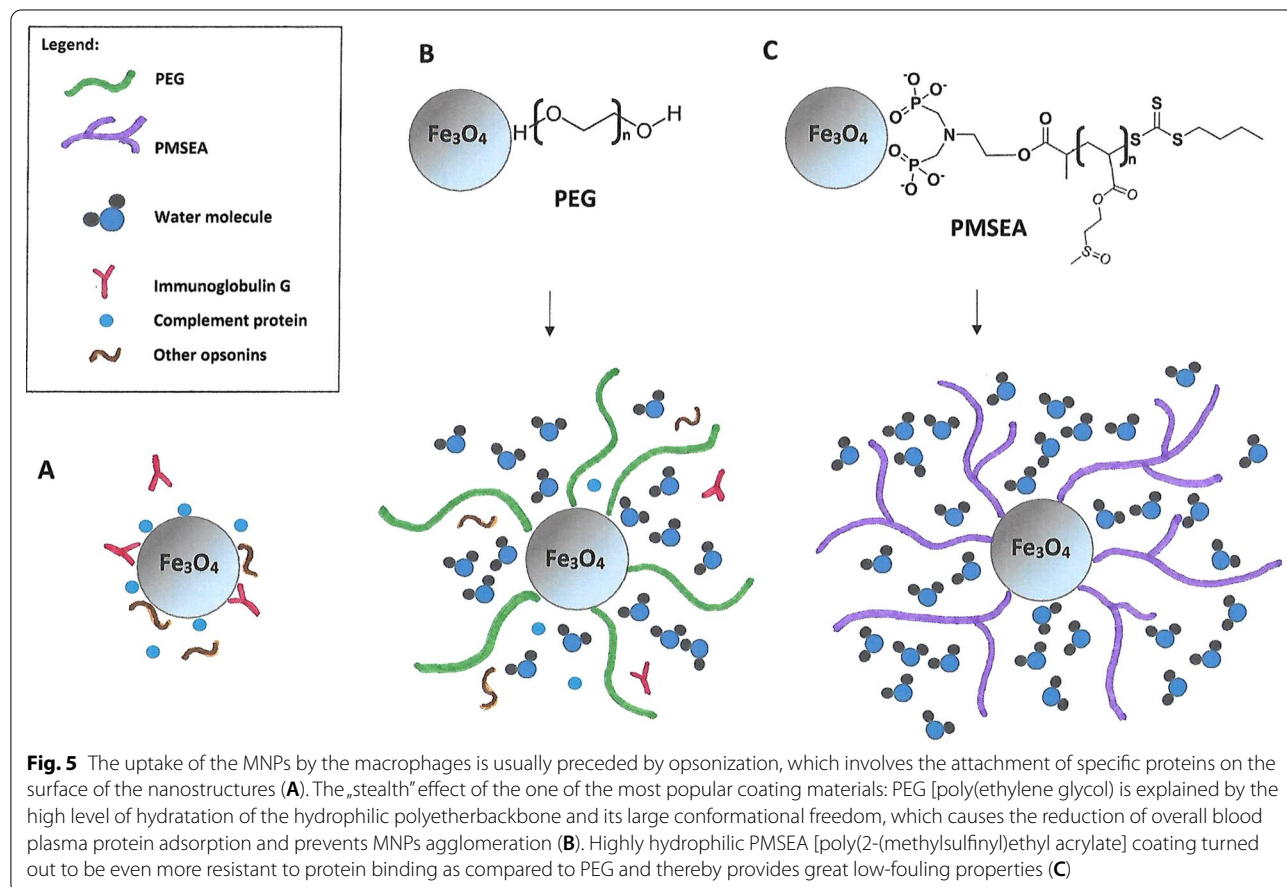 Legend:
PEG
PMSEA
Water molecule
Immunoglobulin G
Complement protein
Other opsonins
A
Fe₃O₄
B
Fe₃O₄
H
O
n
O
H
PEG
Fe₃O₄
C
Fe₃O₄
O⁻
⁻O
P
O
N
O
P
⁻O
O⁻
O
O
n
S
S
S
O
O
S
O
PMSEA
Fe₃O₄
Fig. 5 The uptake of the MNPs by the macrophages is usually preceded by opsonization, which involves the attachment of specific proteins on the
surface of the nanostructures (A). The „stealth” effect of the one of the most popular coating materials: PEG [poly(ethylene glycol) is explained by the
high level of hydratation of the hydrophilic polyetherbackbone and its large conformational freedom, which causes the reduction of overall blood
plasma protein adsorption and prevents MNPs agglomeration (B). Highly hydrophilic PMSEA [poly(2-(methylsulfinyl)ethyl acrylate] coating turned
out to be even more resistant to protein binding as compared to PEG and thereby provides great low-fouling properties (C)